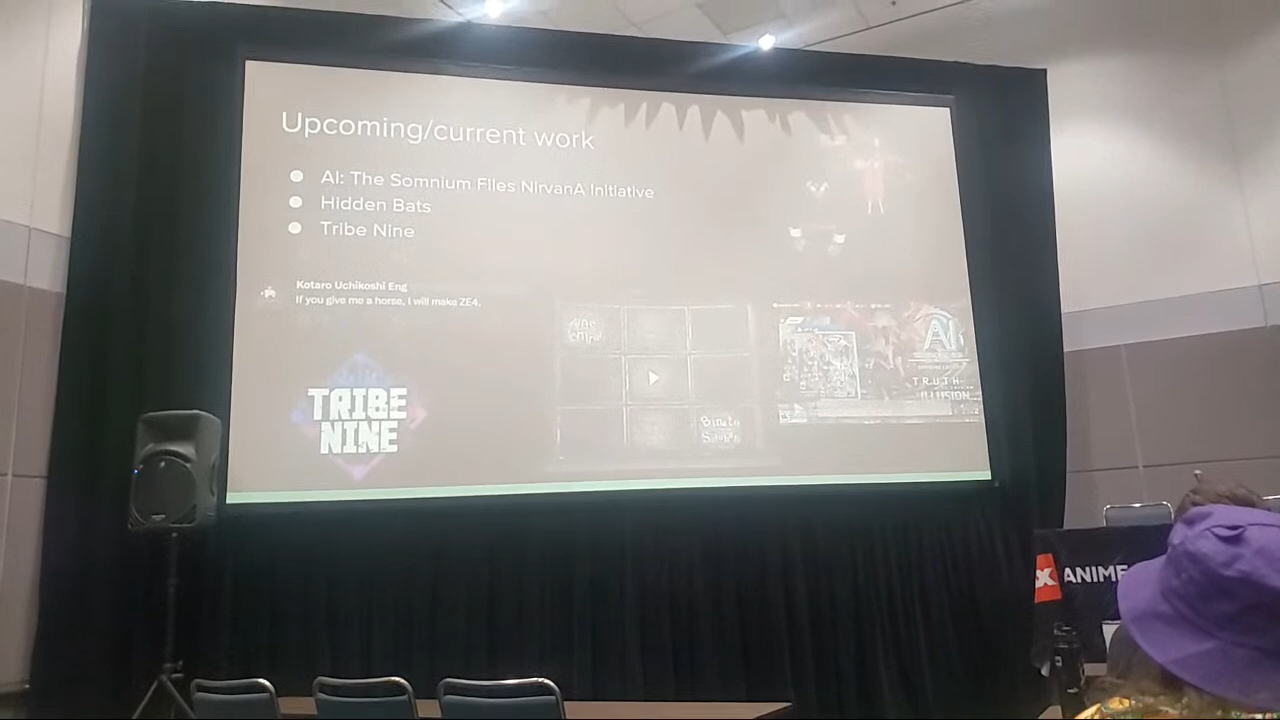 Upcoming/current work
AI: The Somnium Files NirvanA Initiative
Hidden Bats
Tribe Nine
Kotaro Uchikoshi Eng
If you give me a horse, I will make ZE4.
TRIBE
NINE
AI
TRUTH
ILLUSION
ANIME